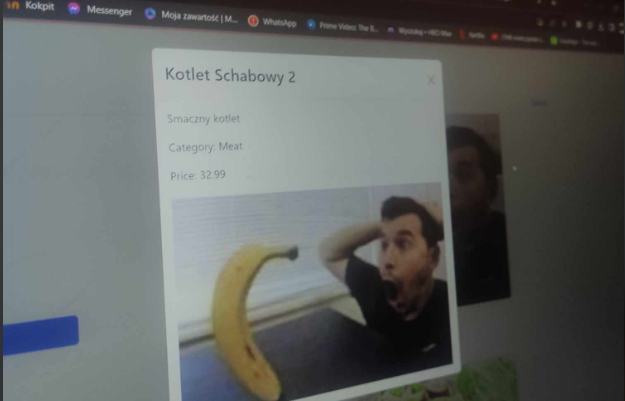 Kokpit
Messenger
Moja zawartość | M...
WhatsApp
Prime Video: The B...
Kotlet Schabowy 2
X
Smaczny kotlet
Category: Meat
Price: 32.99